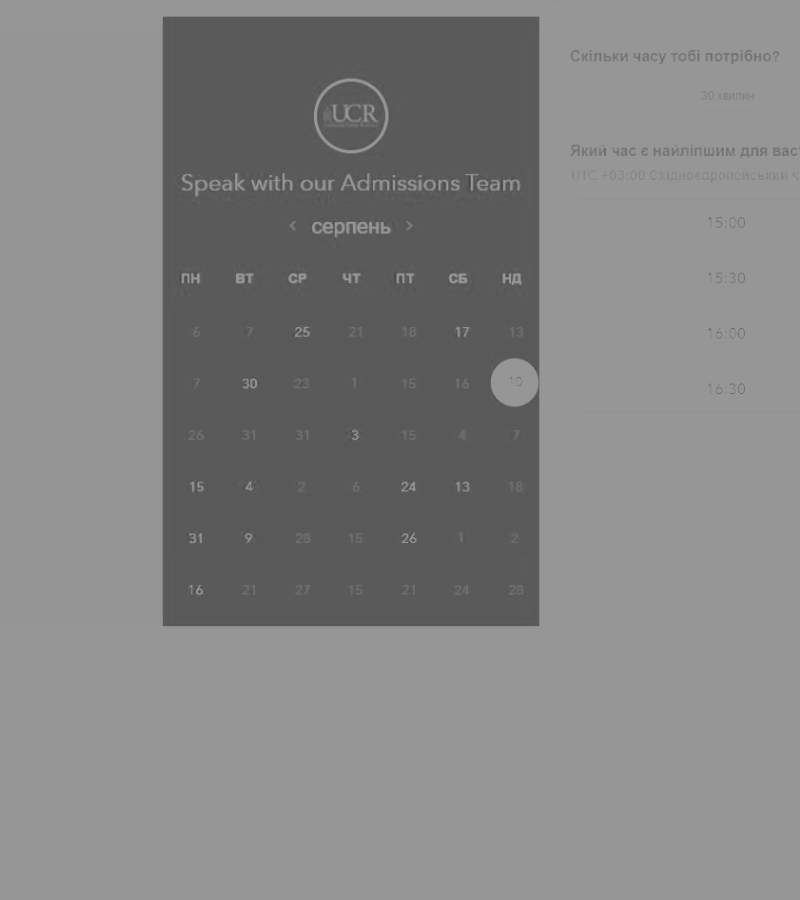 UCR
Speak with our Admissions Team
< серпень >
ПН ВТ СР ЧТ ПТ СБ НД
6 7 25 21 18 17 13
7 30 23 1 15 16 10
26 31 31 3 15 4 7
15 4 2 6 24 13 18
31 9 28 15 26 1 2
16 21 27 15 21 24 28
Скільки часу тобі потрібно?
30 хвилин
Який час є найліпшим для вас?
UTC +03:00 Східноєвропейський ч
15:00
15:30
16:00
16:30